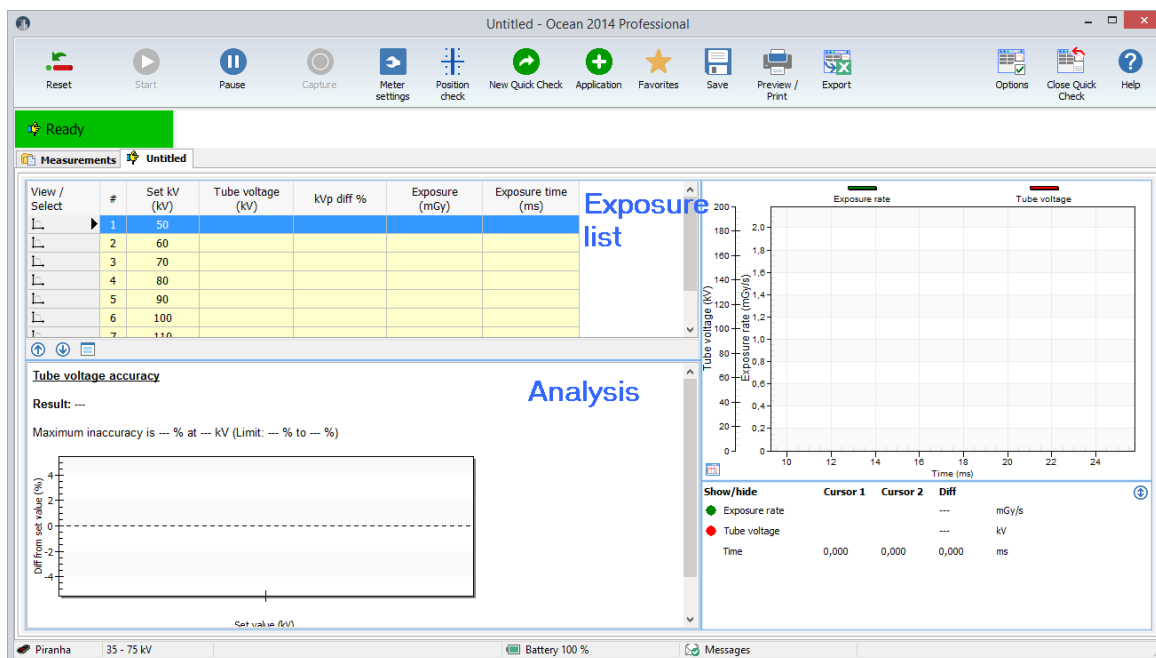 Untitled - Ocean 2014 Professional
Reset
Start
Pause
Capture
Meter
settings
Position
check
New Quick Check
Application
Favorites
Save
Preview /
Print
Export
Options
Close Quick
Check
Help
Ready
Measurements
Untitled
View /
Select
#
Set kV
(kV)
Tube voltage
(kV)
kVp diff %
Exposure
(mGy)
Exposure time
(ms)
1 50
2 60
3 70
4 80
5 90
6 100
7 110
Exposure
list
Tube voltage accuracy
Result: ---
Maximum inaccuracy is --- % at --- kV (Limit: --- % to --- %)
Analysis
Diff from set value (%)
4
2
0
-2
-4
Set value (kV)
Exposure rate
Tube voltage
Tube voltage (kV)
200
180
160
140
120
100
80
60
40
20
0
Exposure rate (mGy/s)
2,0
1,8
1,6
1,4
1,2
1,0
0,8
0,6
0,4
0,2
0
10 12 14 16 18 20 22 24
Time (ms)
Show/hide Cursor 1 Cursor 2 Diff
Exposure rate --- mGy/s
Tube voltage --- kV
Time 0,000 0,000 0,000 ms
Piranha 35 - 75 kV Battery 100 % Messages